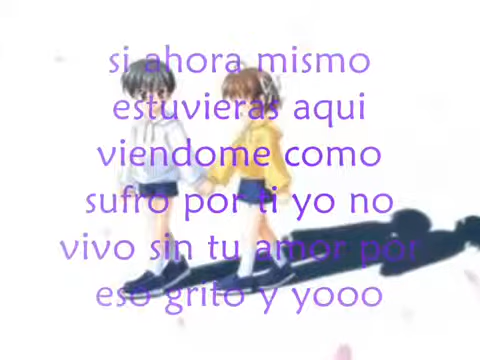 si ahora mismo
estuvieras aqui
viendome como
sufro por ti yo no
vivo sin tu amor por
eso grito y yooo